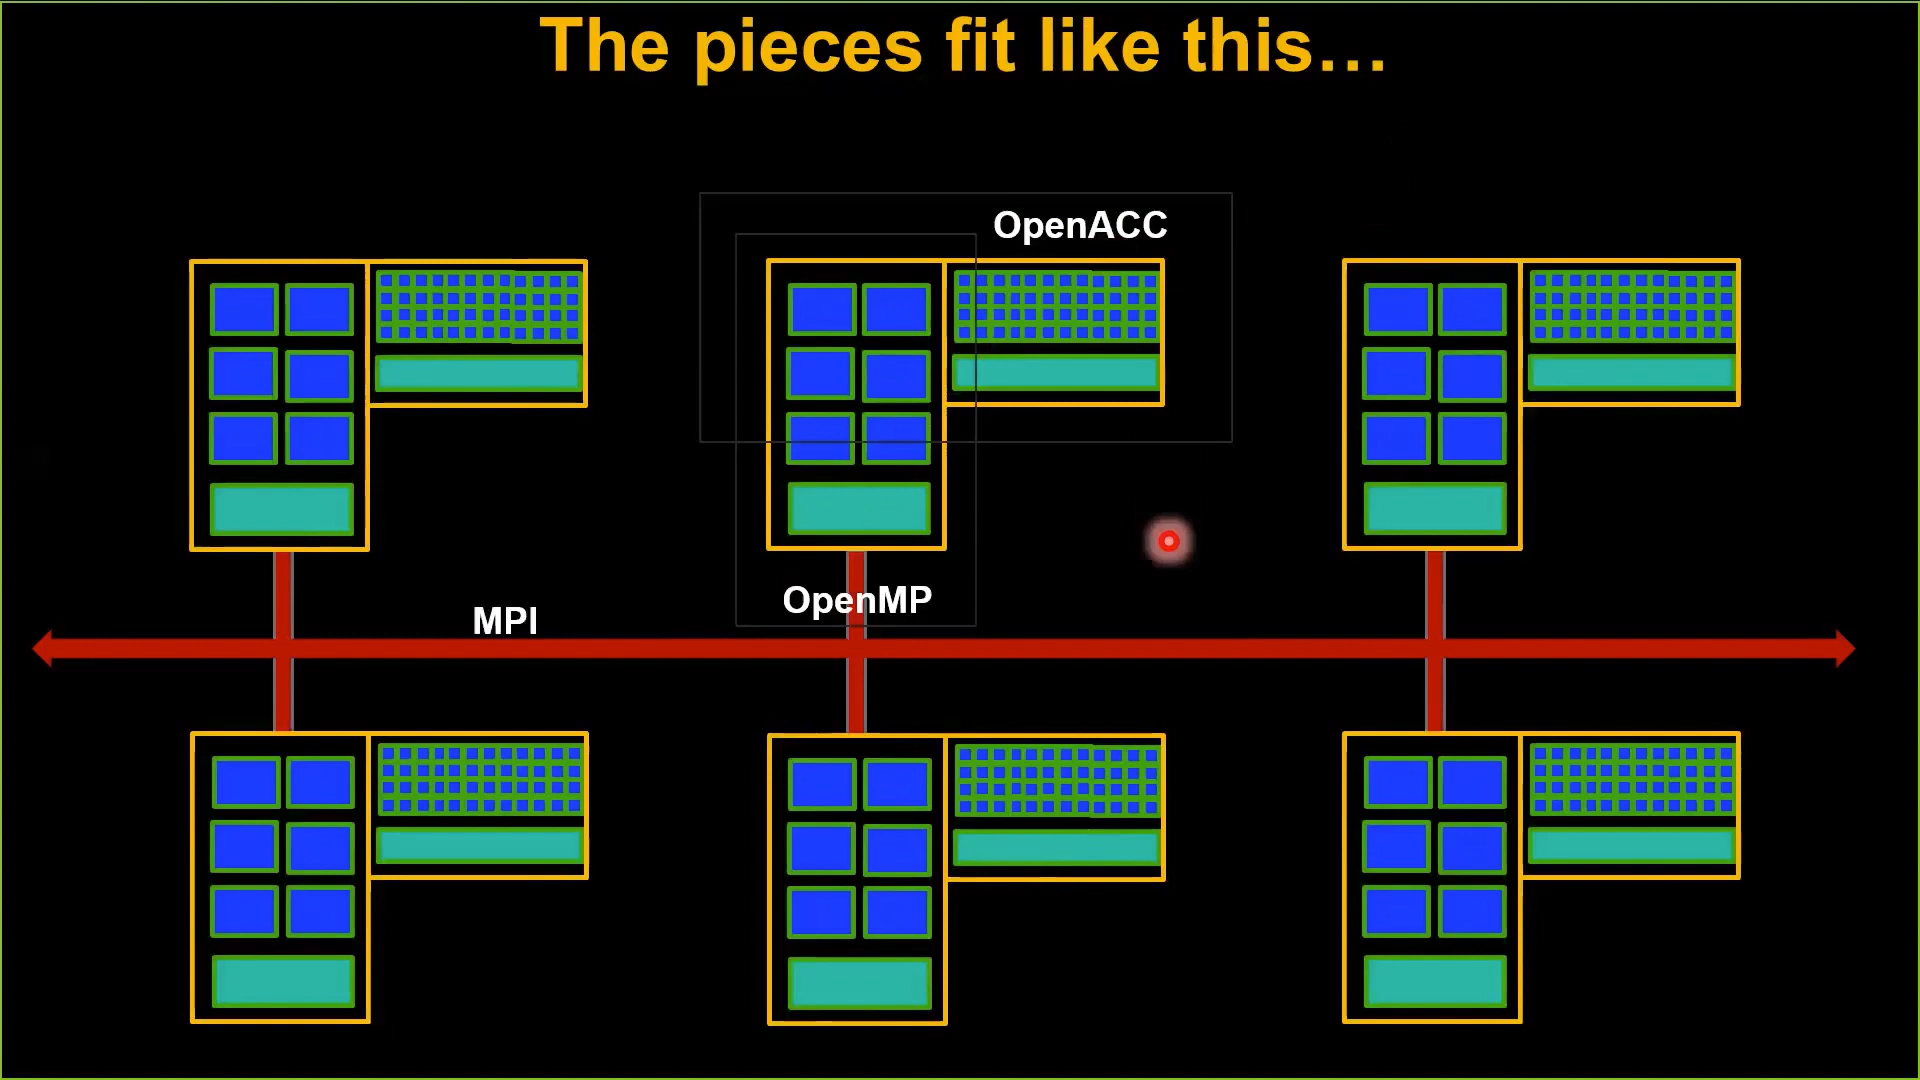 The pieces fit like this…
OpenACC
OpenMP
MPI